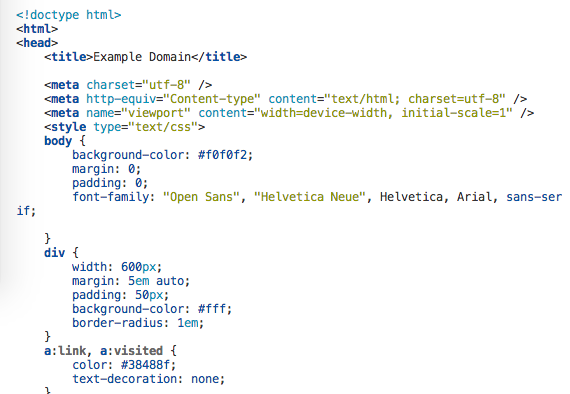 <!doctype html>
<html>
<head>
    <title>Example Domain</title>

    <meta charset="utf-8" />
    <meta http-equiv="Content-type" content="text/html; charset=utf-8" />
    <meta name="viewport" content="width=device-width, initial-scale=1" />
    <style type="text/css">
    body {
        background-color: #f0f0f2;
        margin: 0;
        padding: 0;
        font-family: "Open Sans", "Helvetica Neue", Helvetica, Arial, sans-ser
if;

    }
    div {
        width: 600px;
        margin: 5em auto;
        padding: 50px;
        background-color: #fff;
        border-radius: 1em;
    }
    a:link, a:visited {
        color: #38488f;
        text-decoration: none;
    }